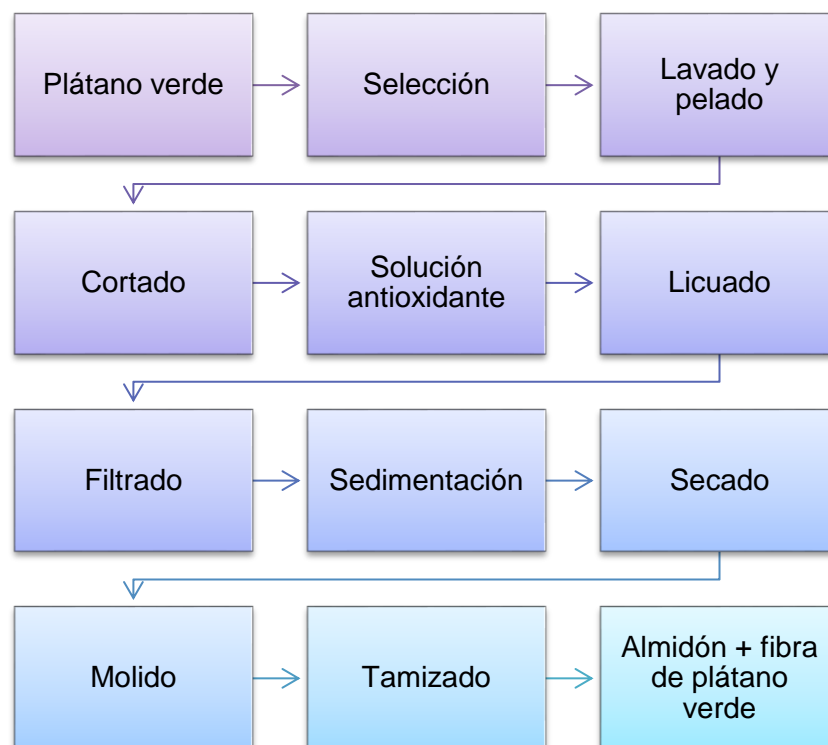 Plátano verde
Selección
Lavado y
pelado
Cortado
Solución
antioxidante
Licuado
Filtrado
Sedimentación
Secado
Molido
Tamizado
Almidón + fibra
de plátano
verde